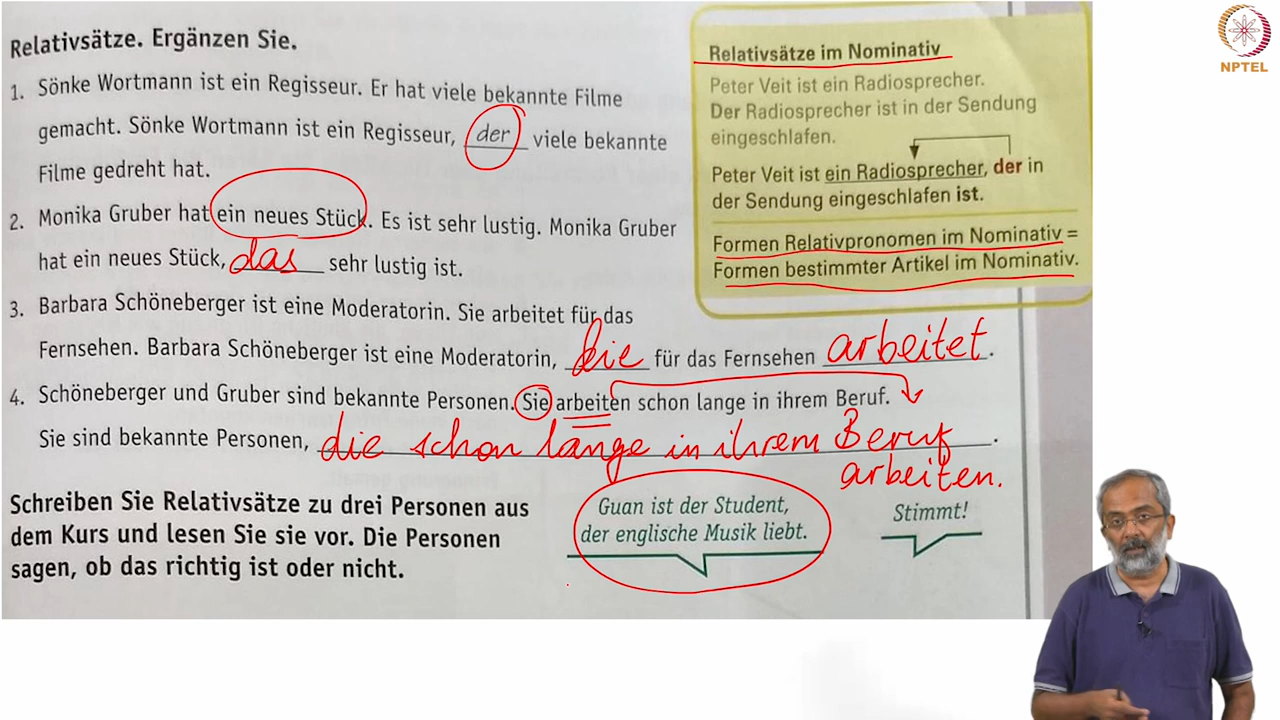 Relativsätze. Ergänzen Sie.
1. Sönke Wortmann ist ein Regisseur. Er hat viele bekannte Filme
gemacht. Sönke Wortmann ist ein Regisseur, der viele bekannte
Filme gedreht hat.
2. Monika Gruber hat ein neues Stück. Es ist sehr lustig. Monika Gruber
hat ein neues Stück, das sehr lustig ist.
3. Barbara Schöneberger ist eine Moderatorin. Sie arbeitet für das
Fernsehen. Barbara Schöneberger ist eine Moderatorin, die für das Fernsehen arbeitet.
4. Schöneberger und Gruber sind bekannte Personen. Sie arbeiten schon lange in ihrem Beruf.
Sie sind bekannte Personen, die schon lange in ihrem Beruf
arbeiten.
Schreiben Sie Relativsätze zu drei Personen aus
dem Kurs und lesen Sie sie vor. Die Personen
sagen, ob das richtig ist oder nicht.
Guan ist der Student,
der englische Musik liebt.
Stimmt!
Relativsätze im Nominativ
Peter Veit ist ein Radiosprecher.
Der Radiosprecher ist in der Sendung
eingeschlafen.
Peter Veit ist ein Radiosprecher, der in
der Sendung eingeschlafen ist.
Formen Relativpronomen im Nominativ =
Formen bestimmter Artikel im Nominativ.
NPTEL